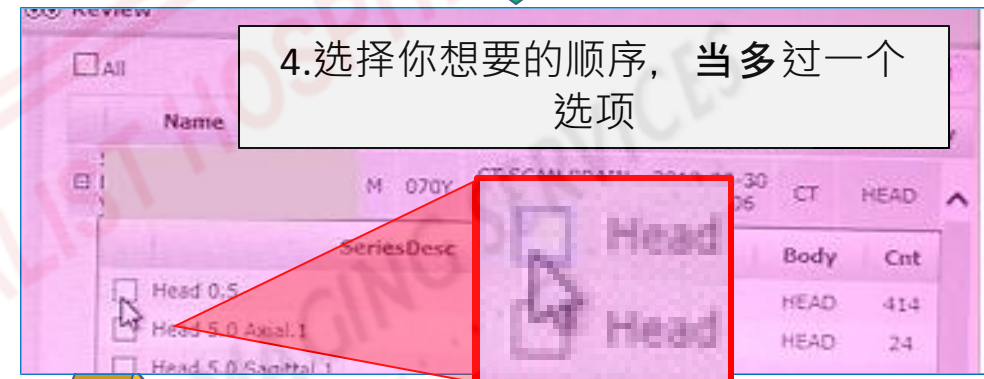 Review
4.选择你想要的顺序，当多过一个
选项
All
Name
M 070Y CT SCAN BRAIN 30 CT HEAD
06
SeriesDesc Body Cnt
Head 0.5 HEAD 414
Head 5.0 Axial.1 HEAD 24
Head 5.0 Sagittal.1
Head
Head